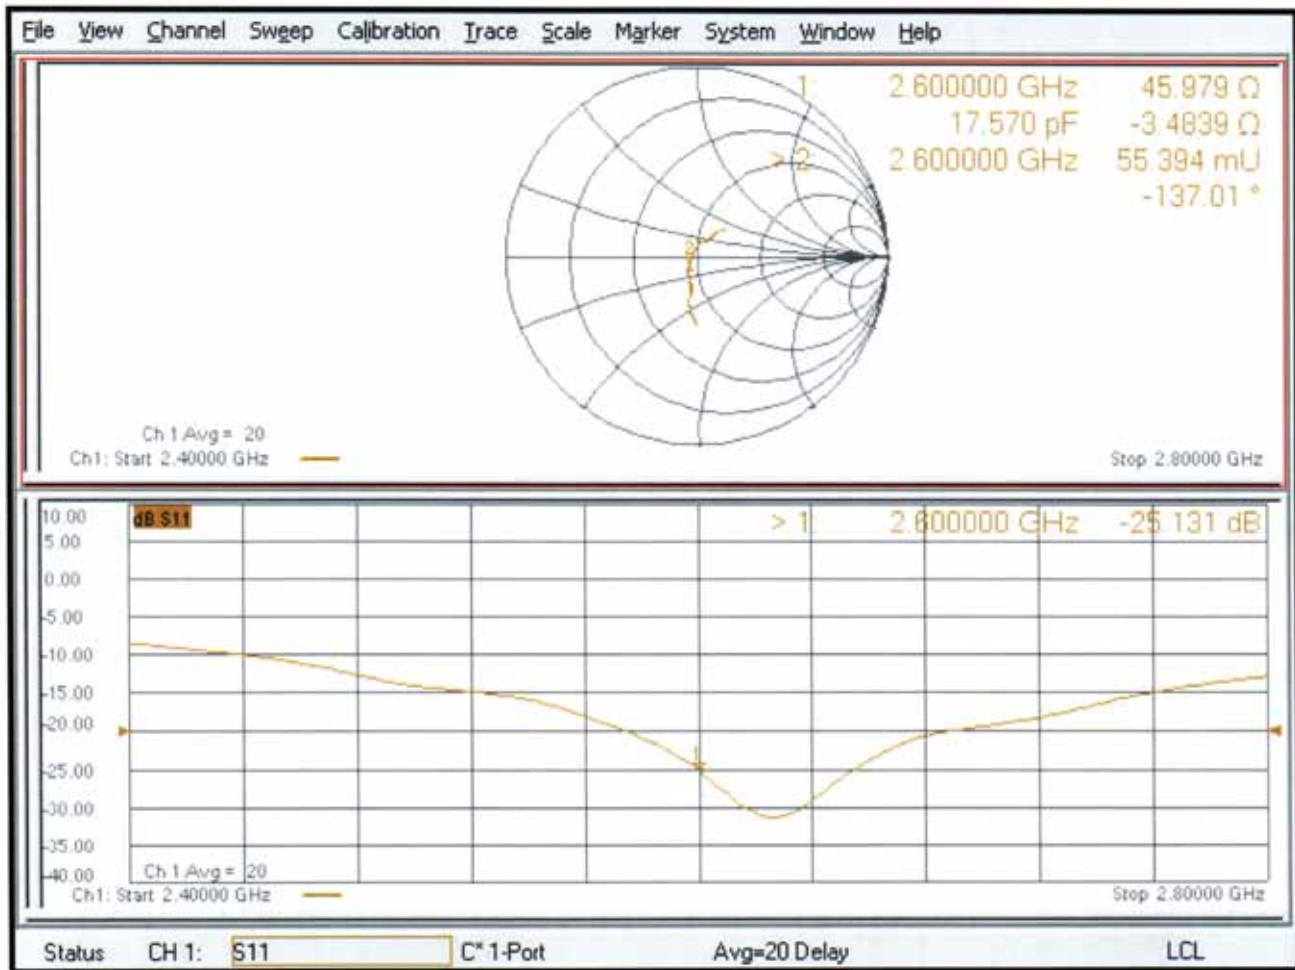 File View Channel Sweep Calibration Trace Scale Marker System Window Help
1: 2.600000 GHz 45.979 Ω
17.570 pF -3.4839 Ω
> 2: 2.600000 GHz 55.394 mU
-137.01 °
2
Ch 1 Avg = 20
Ch1: Start 2.40000 GHz Stop 2.80000 GHz
10.00 dB S11 > 1: 2.600000 GHz -25.131 dB
5.00
0.00
-5.00
-10.00
-15.00
-20.00
1
-25.00
-30.00
-35.00
-40.00 Ch 1 Avg = 20
Ch1: Start 2.40000 GHz Stop 2.80000 GHz
Status CH 1: S11 C* 1-Port Avg=20 Delay LCL